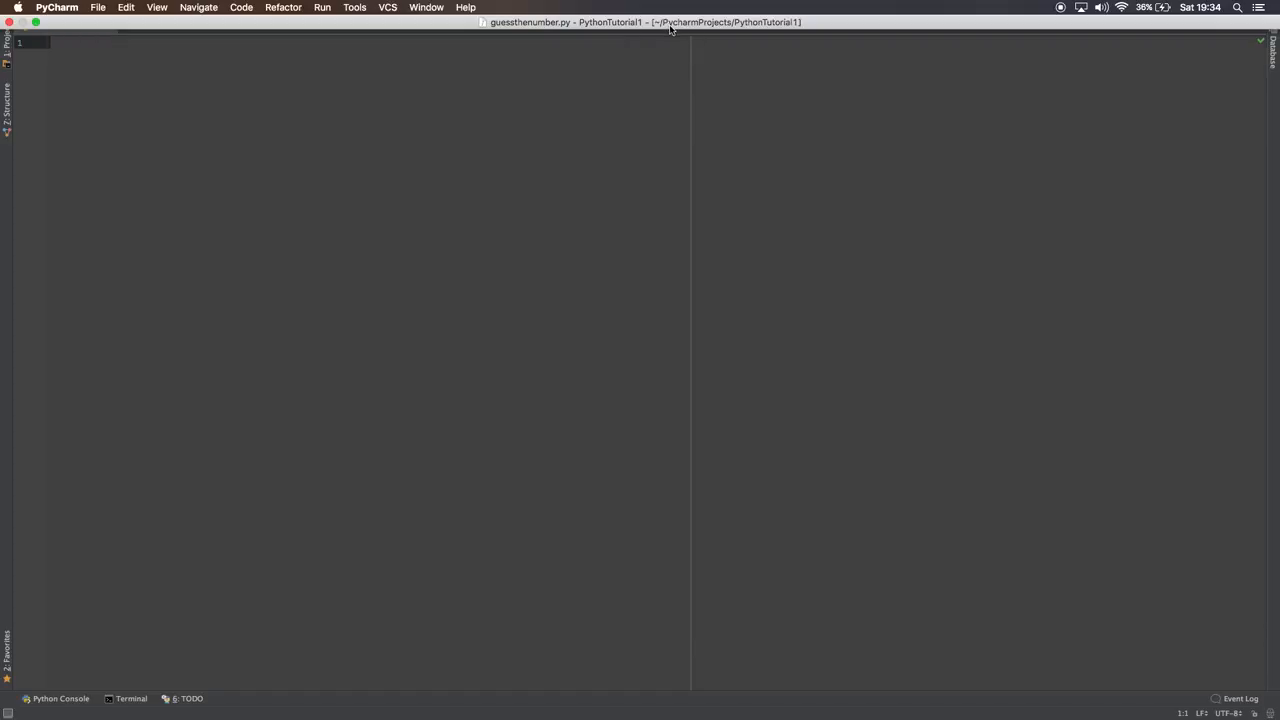 PyCharm File Edit View Navigate Code Refactor Run Tools VCS Window Help 36% Sat 19:34
guessthenumber.py - PythonTutorial1 - [~/PycharmProjects/PythonTutorial1]
1
Z: Structure
2: Favorites
Database
Python Console Terminal 6: TODO Event Log
1:1 LF÷ UTF-8÷